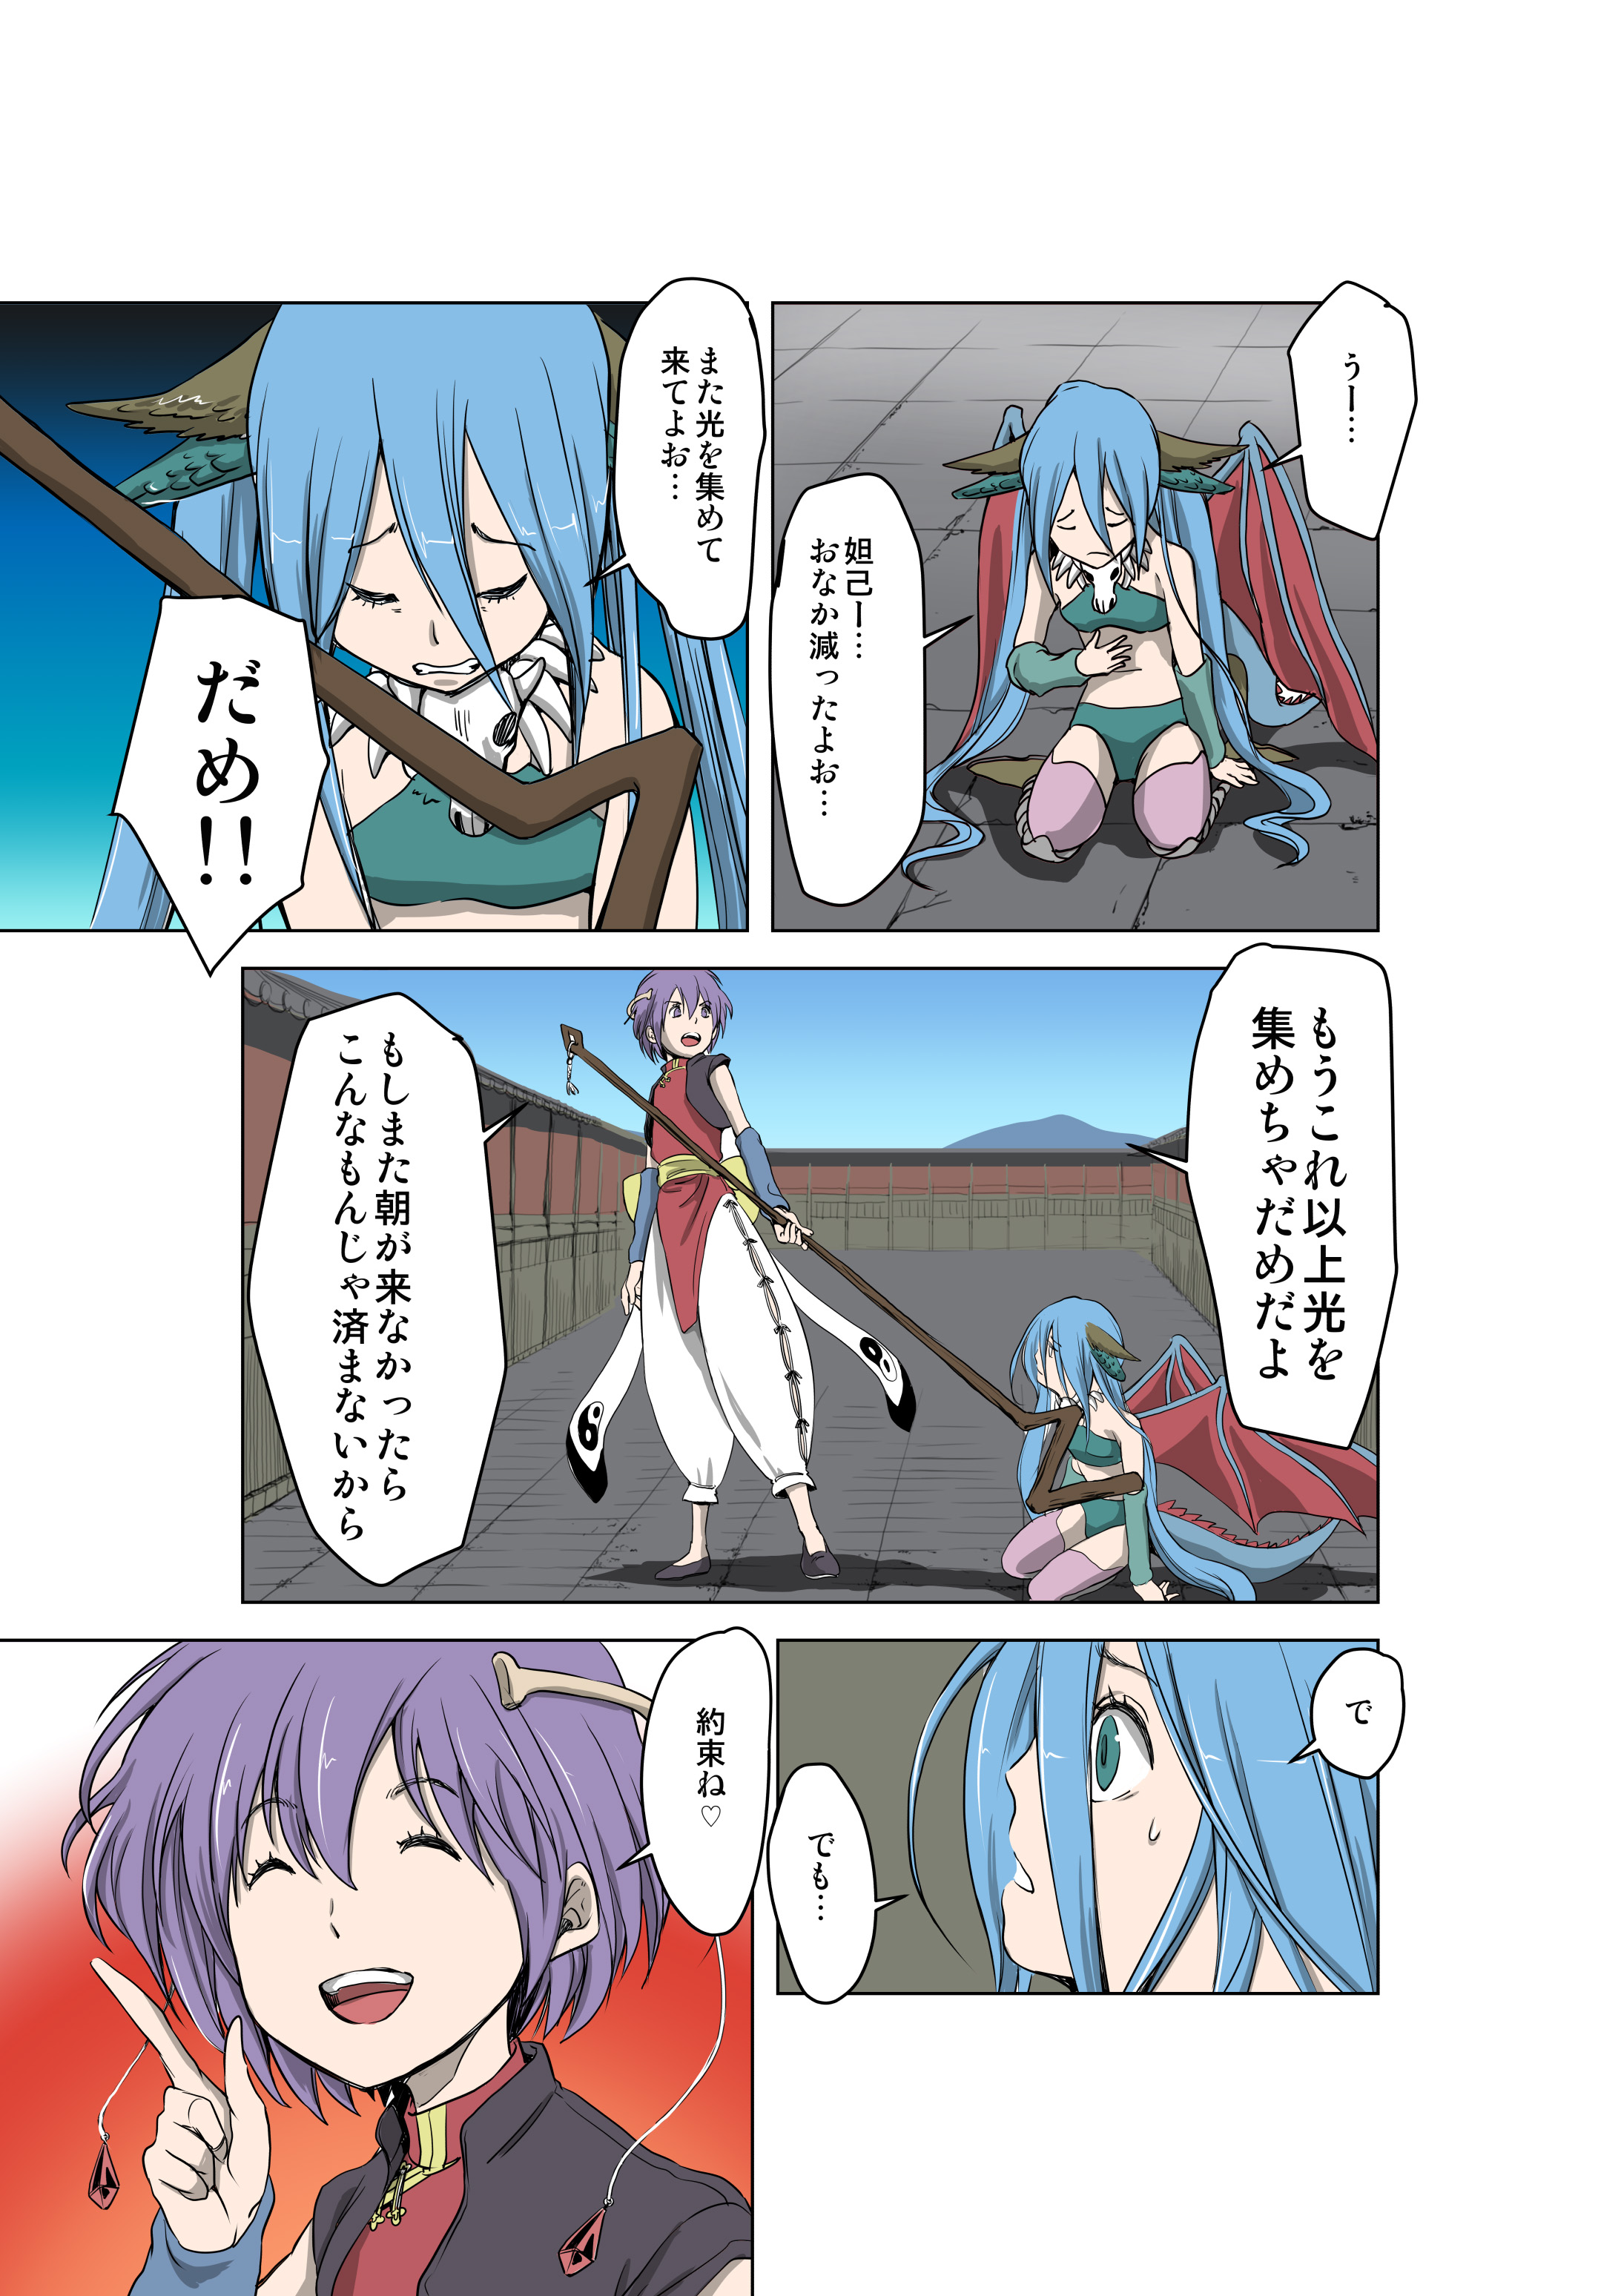 うー…
妲己ー…
おなか減ったよお…
また光を集めて
来てよお…
だめ!!
もうこれ以上光を
集めちゃだめだよ
もしまた朝が来なかったら
こんなもんじゃ済まないから
で
でも…
約束ね♡